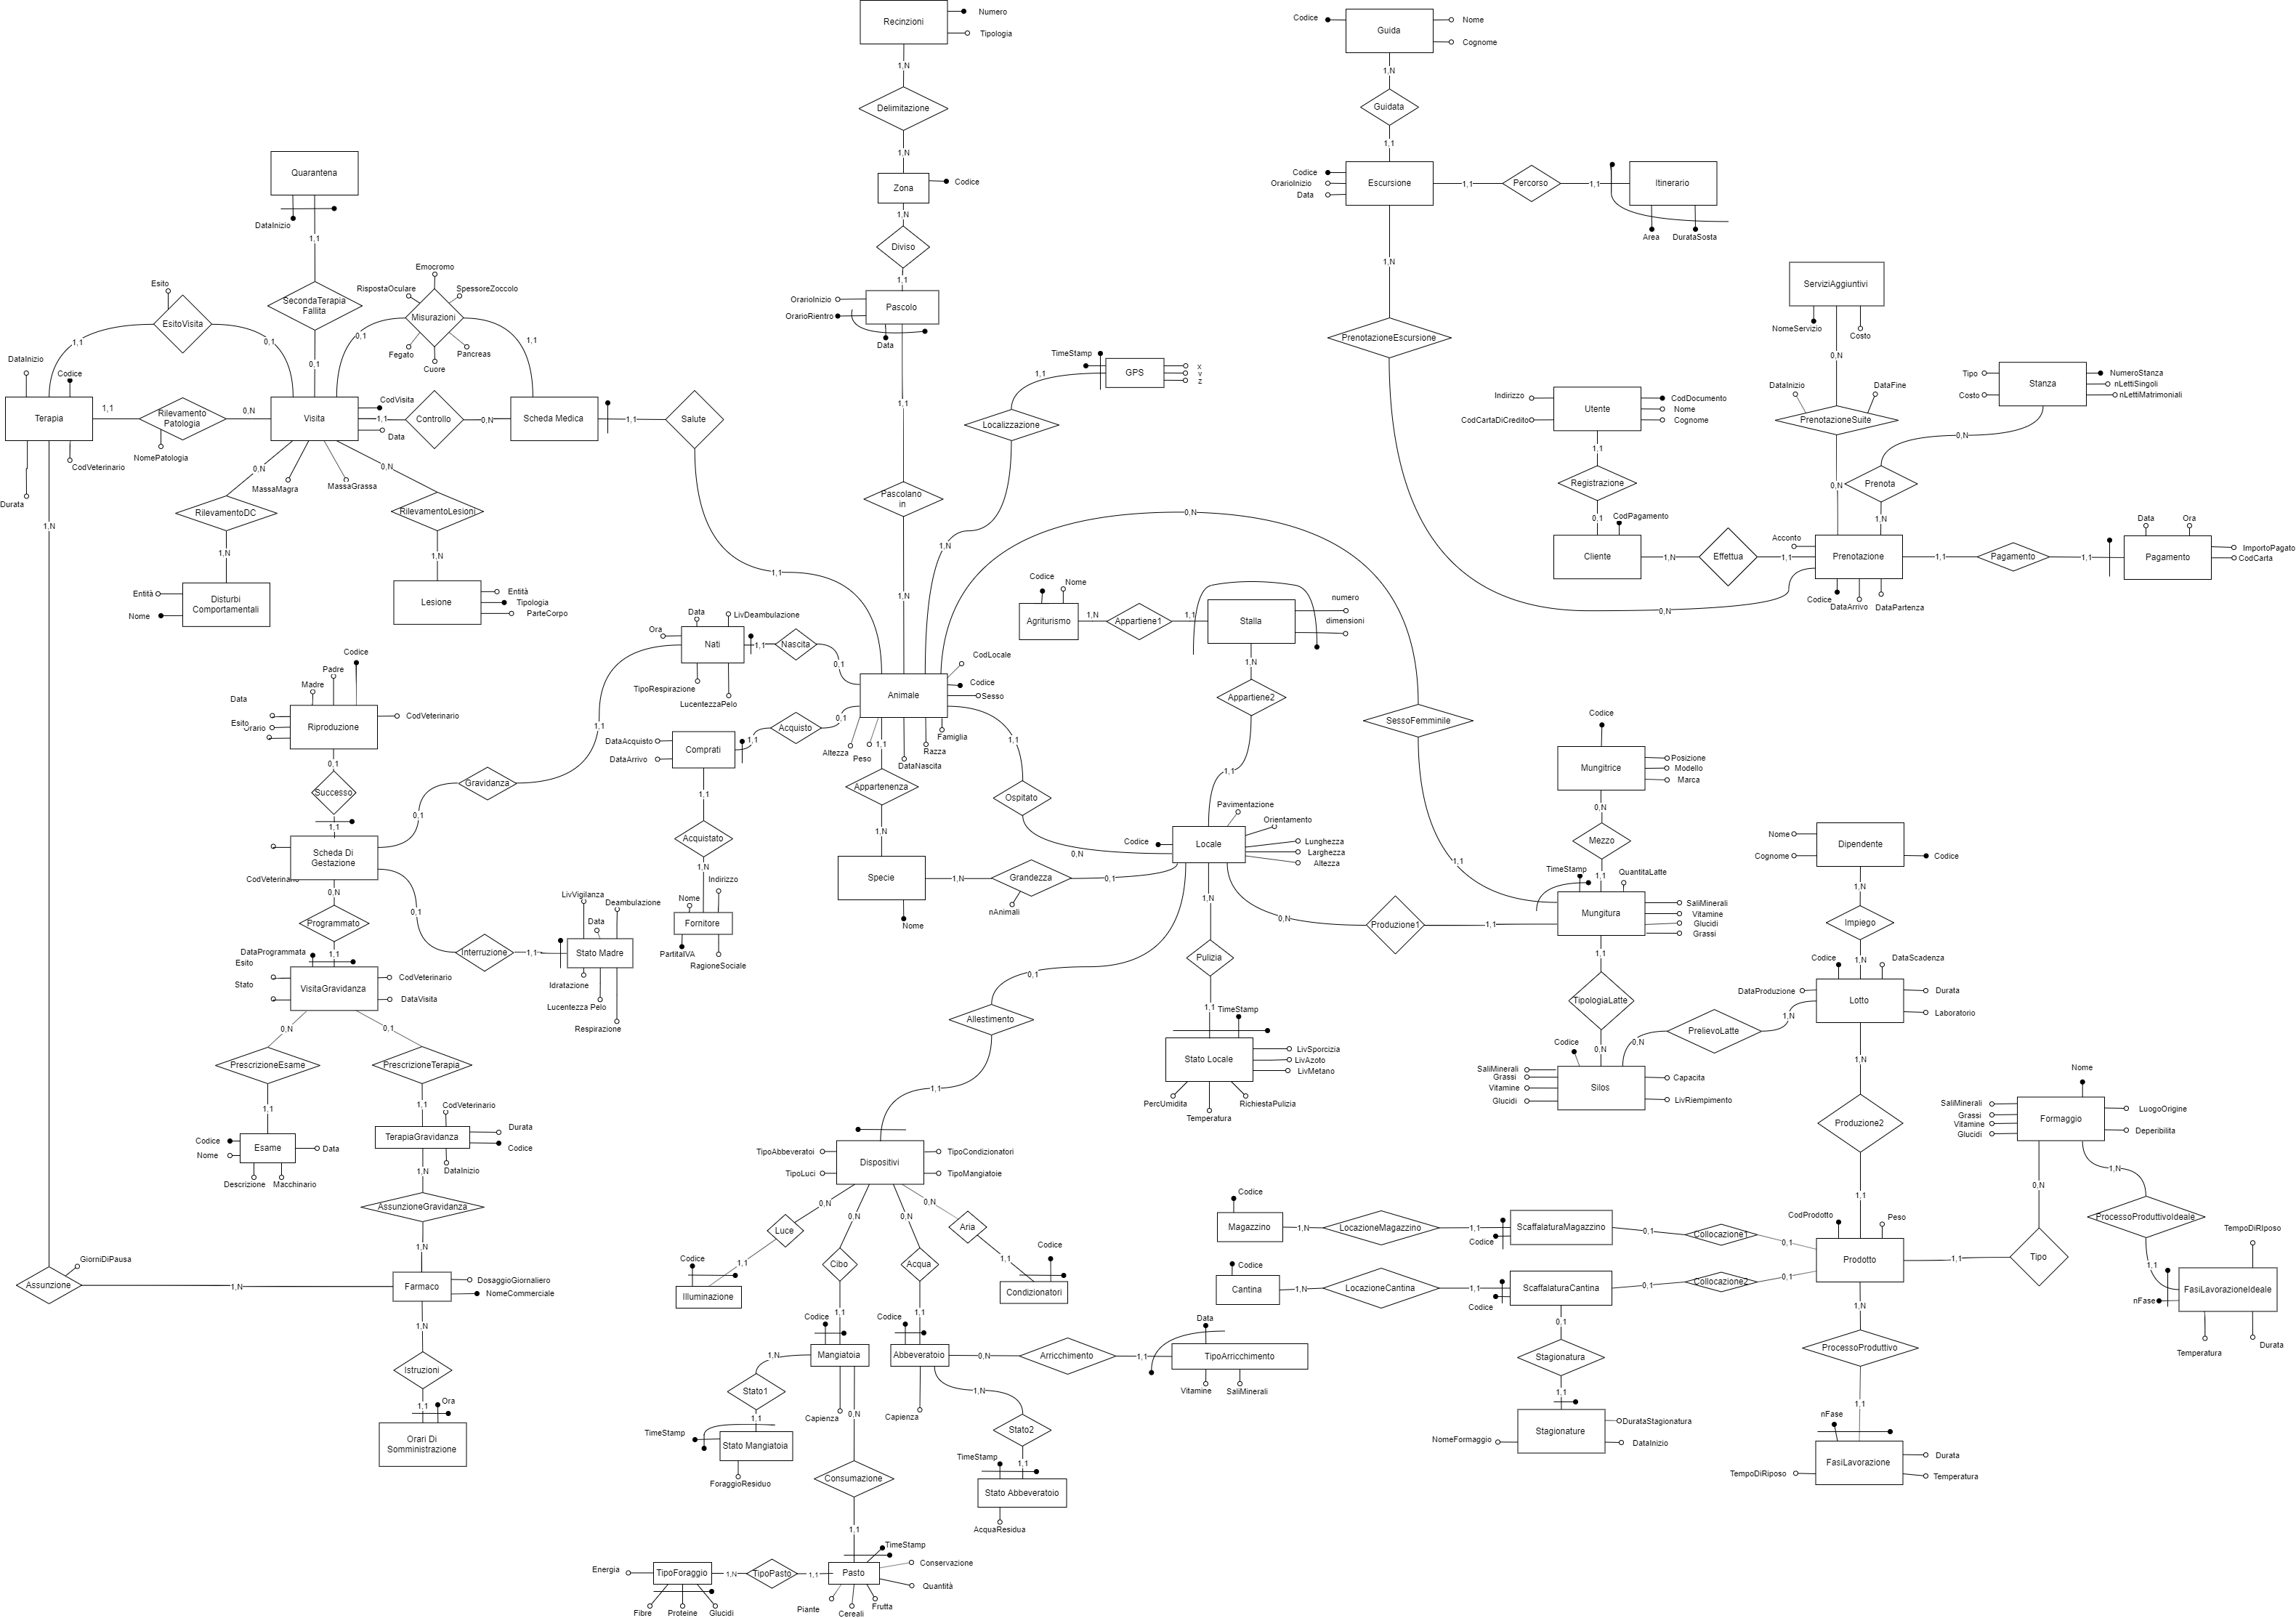 Recinzioni
Numero
Tipologia
1,N
Delimitazione
1,N
Zona
Codice
1,N
Diviso
1,1
Pascolo
OrarioInizio
OrarioRientro
Data
1,1
Pascolano
in
1,N
Codice
Guida
Nome
Cognome
1,N
Guidata
1,1
Codice
OrarioInizio
Data
Escursione
1,1
Percorso
1,1
Itinerario
Area
DurataSosta
1,N
PrenotazioneEscursione
0,N
ServiziAggiuntivi
NomeServizio
Costo
0,N
DataInizio
DataFine
PrenotazioneSuite
0,N
Tipo
Costo
Stanza
NumeroStanza
nLettiSingoli
nLettiMatrimoniali
0,N
Prenota
1,N
Indirizzo
CodCartaDiCredito
Utente
CodDocumento
Nome
Cognome
1,1
Registrazione
0,1
CodPagamento
Cliente
1,N
Effettua
1,1
Acconto
Prenotazione
Codice
DataArrivo
DataPartenza
1,1
Pagamento
1,1
Data
Ora
Pagamento
ImportoPagato
CodCarta
Quarantena
DataInizio
1,1
SecondaTerapia
Fallita
0,1
Esito
EsitoVisita
1,1
0,1
Emocromo
RispostaOculare
SpessoreZoccolo
Misurazioni
Fegato
Cuore
Pancreas
0,1
1,1
DataInizio
Codice
Terapia
CodVeterinario
Durata
1,1
Rilevamento
Patologia
NomePatologia
0,N
Visita
CodVisita
Data
1,1
Controllo
0,N
Scheda Medica
1,1
Salute
1,1
MassaMagra
MassaGrassa
0,N
RilevamentoDC
1,N
Entità
Nome
Disturbi
Comportamentali
0,N
RilevamentoLesioni
1,N
Lesione
Entità
Tipologia
ParteCorpo
1,N
TimeStamp
GPS
x
y
z
1,1
Localizzazione
1,N
0,N
SessoFemminile
1,1
Codice
Nome
Agriturismo
1,N
Appartiene1
1,1
Stalla
numero
dimensioni
1,N
Appartiene2
1,1
Data
Ora
LivDeambulazione
Nati
TipoRespirazione
LucentezzaPelo
1,1
Nascita
0,1
Animale
CodLocale
Codice
Sesso
Famiglia
Razza
DataNascita
Peso
Altezza
Acquisto
0,1
1,1
DataAcquisto
DataArrivo
Comprati
1,1
Acquistato
1,N
Nome
Indirizzo
Fornitore
PartitaIVA
RagioneSociale
1,1
Appartenenza
1,N
Specie
Nome
1,N
Grandezza
nAnimali
0,1
1,1
Ospitato
0,N
Codice
Padre
Madre
Data
Esito
Orario
Riproduzione
CodVeterinario
0,1
Successo
1,1
Scheda Di
Gestazione
CodVeterinario
0,1
Gravidanza
1,1
0,N
Programmato
1,1
0,1
Interruzione
1,1
LivVigilanza
Data
Deambulazione
Stato Madre
Idratazione
Lucentezza Pelo
Respirazione
DataProgrammata
Esito
Stato
VisitaGravidanza
CodVeterinario
DataVisita
0,N
PrescrizioneEsame
1,1
Codice
Nome
Esame
Data
Descrizione
Macchinario
0,1
PrescrizioneTerapia
1,1
CodVeterinario
TerapiaGravidanza
Durata
Codice
DataInizio
1,N
AssunzioneGravidanza
1,N
Assunzione
GiorniDiPausa
1,N
Farmaco
DosaggioGiornaliero
NomeCommerciale
1,N
Istruzioni
1,1
Ora
Orari Di
Somministrazione
Pavimentazione
Orientamento
Codice
Locale
Lunghezza
Larghezza
Altezza
0,N
Produzione1
1,1
1,N
Pulizia
1,1
TimeStamp
Stato Locale
LivSporcizia
LivAzoto
LivMetano
PercUmidita
Temperatura
RichiestaPulizia
0,1
Allestimento
1,1
TipoAbbeveratoi
TipoLuci
Dispositivi
TipoCondizionatori
TipoMangiatoie
0,N
Luce
1,1
Codice
Illuminazione
0,N
Cibo
1,1
Codice
Mangiatoia
Capienza
0,N
Acqua
1,1
Codice
Abbeveratoio
Capienza
0,N
Aria
1,1
Codice
Condizionatori
1,N
Stato1
1,1
TimeStamp
Stato Mangiatoia
ForaggioResiduo
0,N
Consumazione
1,1
TimeStamp
Pasto
Conservazione
Quantità
Piante
Cereali
Frutta
1,1
TipoPasto
1,N
Energia
TipoForaggio
Fibre
Proteine
Glucidi
0,N
Arricchimento
1,1
Data
TipoArricchimento
Vitamine
SaliMinerali
1,N
Stato2
1,1
TimeStamp
Stato Abbeveratoio
AcquaResidua
Codice
Mungitrice
Posizione
Modello
Marca
0,N
Mezzo
1,1
TimeStamp
QuantitaLatte
Mungitura
SaliMinerali
Vitamine
Glucidi
Grassi
1,1
TipologiaLatte
0,N
Codice
SaliMinerali
Grassi
Vitamine
Glucidi
Silos
Capacita
LivRiempimento
0,N
PrelievoLatte
1,N
Nome
Cognome
Dipendente
Codice
1,N
Impiego
1,N
Codice
DataScadenza
DataProduzione
Lotto
Durata
Laboratorio
1,N
Produzione2
1,1
CodProdotto
Peso
Prodotto
Nome
SaliMinerali
Grassi
Vitamine
Glucidi
Formaggio
LuogoOrigine
Deperibilita
0,N
Tipo
1,1
1,N
ProcessoProduttivoIdeale
1,1
TempoDiRIposo
FasiLavorazioneIdeale
nFase
Temperatura
Durata
Codice
Magazzino
1,N
LocazioneMagazzino
1,1
Codice
ScaffalaturaMagazzino
0,1
Collocazione1
0,1
Codice
Cantina
1,N
LocazioneCantina
1,1
Codice
ScaffalaturaCantina
0,1
Collocazione2
0,1
0,1
Stagionatura
1,1
Stagionature
DurataStagionatura
NomeFormaggio
DataInizio
1,N
ProcessoProduttivo
1,1
nFase
FasiLavorazione
TempoDiRiposo
Durata
Temperatura